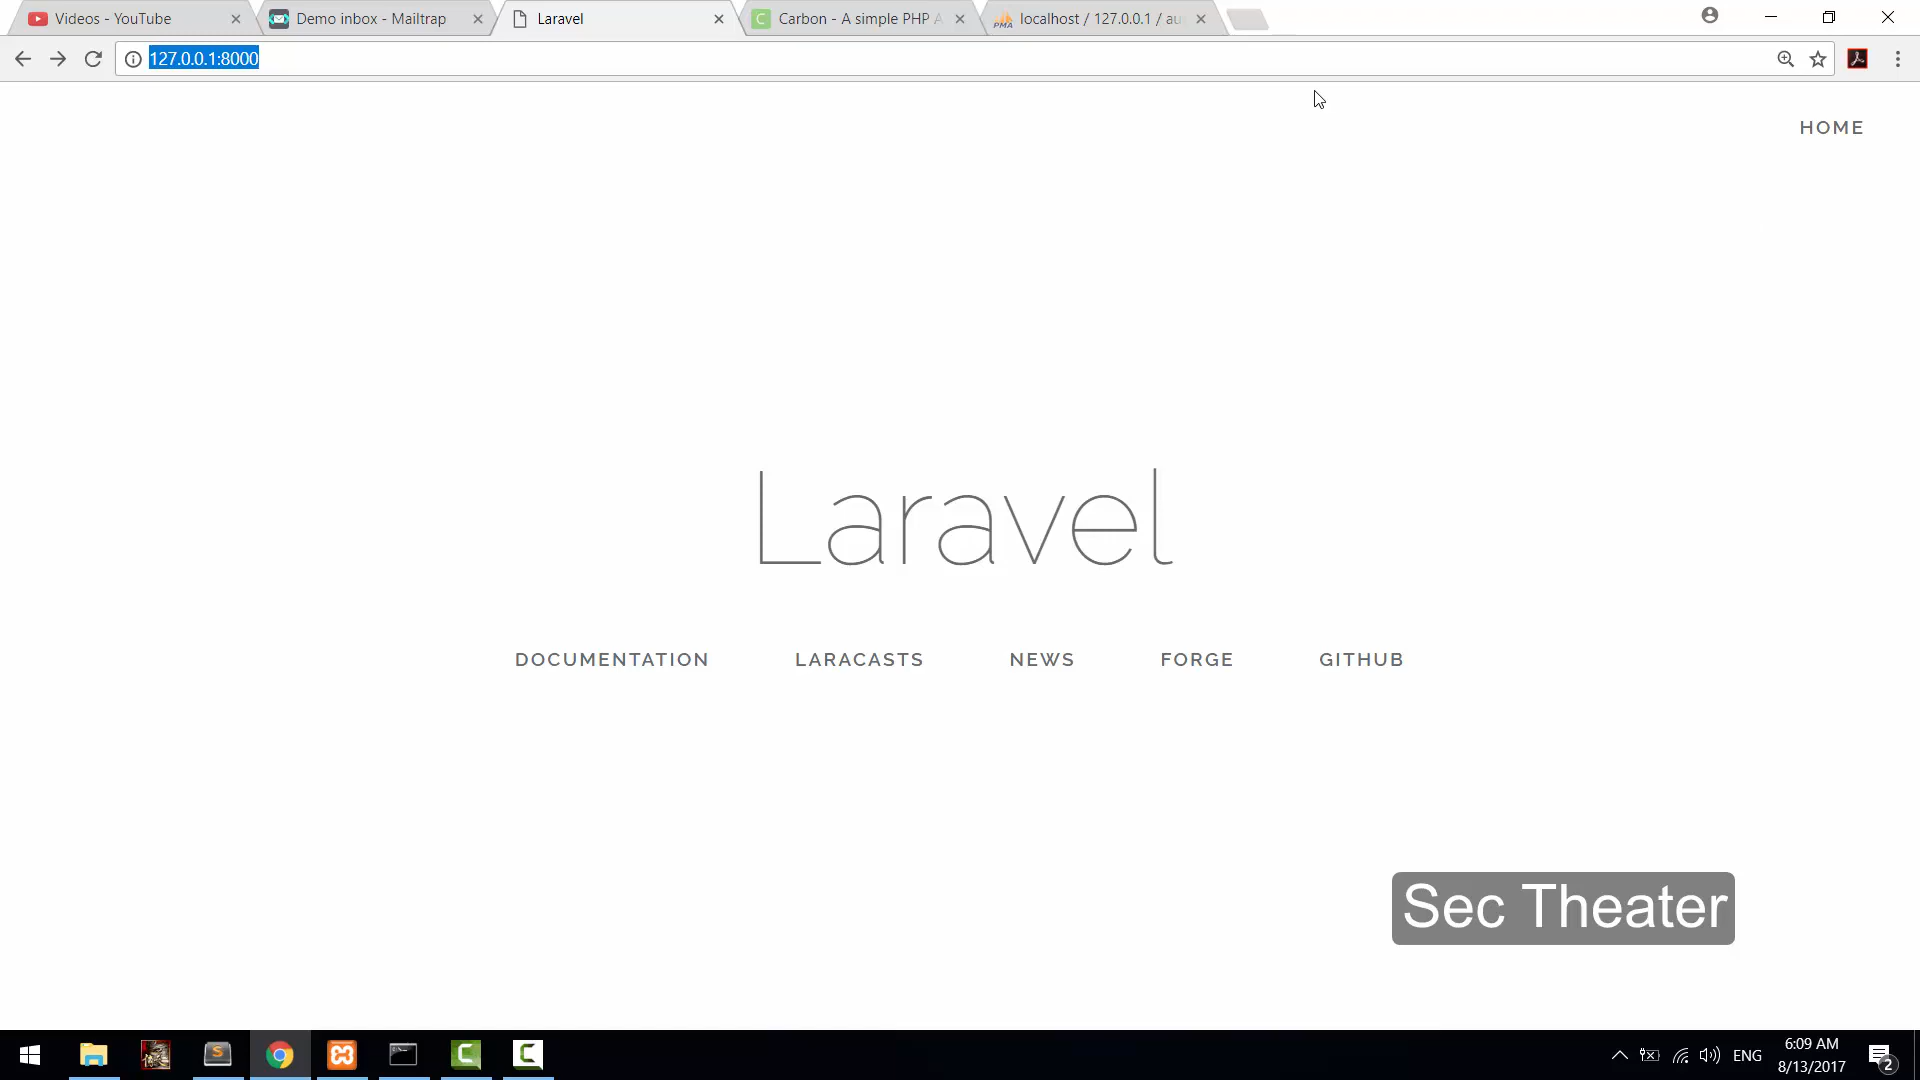 Videos - YouTube
Demo inbox - Mailtrap
Laravel
Carbon - A simple PHP A
localhost / 127.0.0.1 / au
127.0.0.1:8000
HOME
Laravel
DOCUMENTATION LARACASTS NEWS FORGE GITHUB
Sec Theater
ENG
6:09 AM
8/13/2017
2